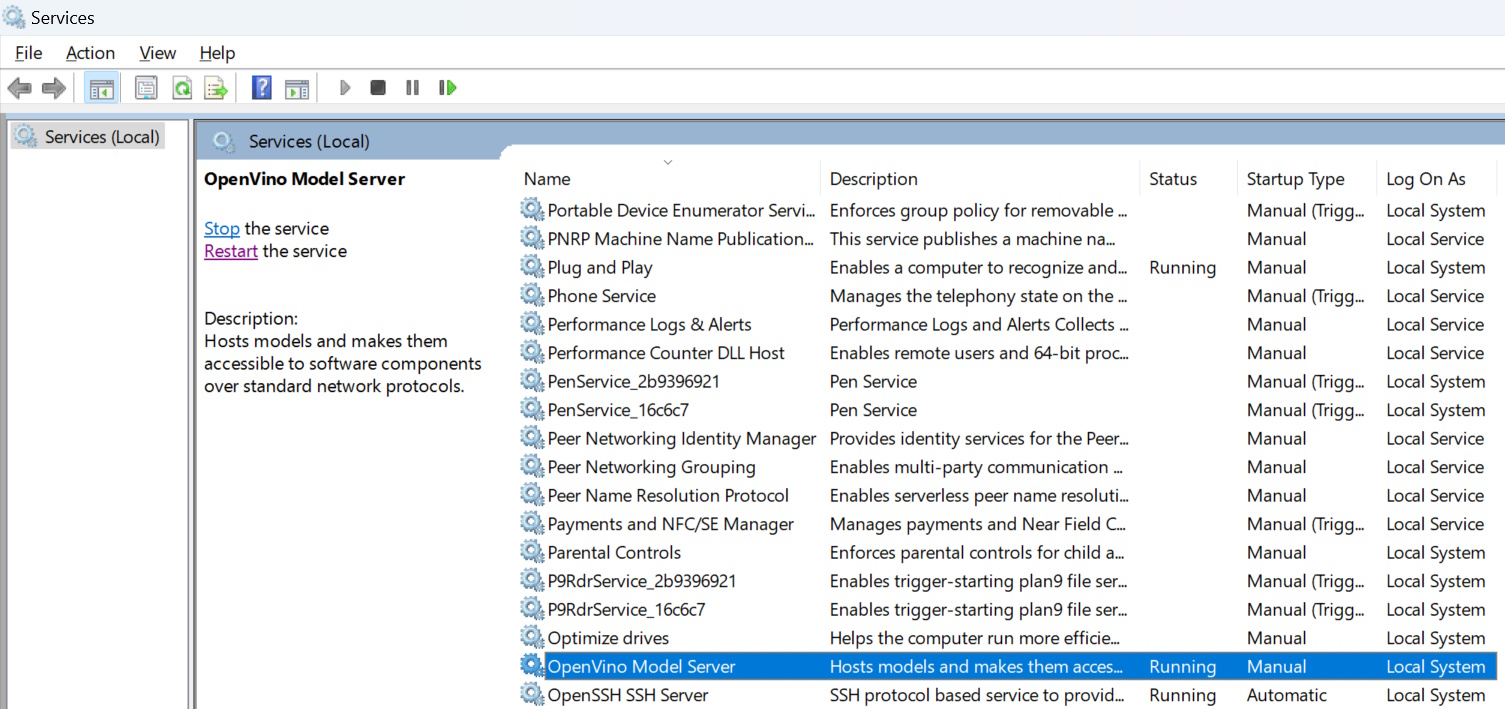 Services
File Action View Help
Services (Local)
Services (Local)
OpenVino Model Server
Stop the service
Restart the service
Description:
Hosts models and makes them
accessible to software components
over standard network protocols.
Name Description Status Startup Type Log On As
Portable Device Enumerator Servi... Enforces group policy for removable ... Manual (Trigg... Local System
PNRP Machine Name Publication... This service publishes a machine na... Manual Local Service
Plug and Play Enables a computer to recognize and... Running Manual Local System
Phone Service Manages the telephony state on the ... Manual (Trigg... Local Service
Performance Logs & Alerts Performance Logs and Alerts Collects ... Manual Local Service
Performance Counter DLL Host Enables remote users and 64-bit proc... Manual Local Service
PenService_2b9396921 Pen Service Manual (Trigg... Local System
PenService_16c6c7 Pen Service Manual (Trigg... Local System
Peer Networking Identity Manager Provides identity services for the Peer... Manual Local Service
Peer Networking Grouping Enables multi-party communication ... Manual Local Service
Peer Name Resolution Protocol Enables serverless peer name resoluti... Manual Local Service
Payments and NFC/SE Manager Manages payments and Near Field C... Manual (Trigg... Local Service
Parental Controls Enforces parental controls for child a... Manual Local System
P9RdrService_2b9396921 Enables trigger-starting plan9 file ser... Manual (Trigg... Local System
P9RdrService_16c6c7 Enables trigger-starting plan9 file ser... Manual (Trigg... Local System
Optimize drives Helps the computer run more efficie... Manual Local System
OpenVino Model Server Hosts models and makes them acces... Running Manual Local System
OpenSSH SSH Server SSH protocol based service to provid... Running Automatic Local System